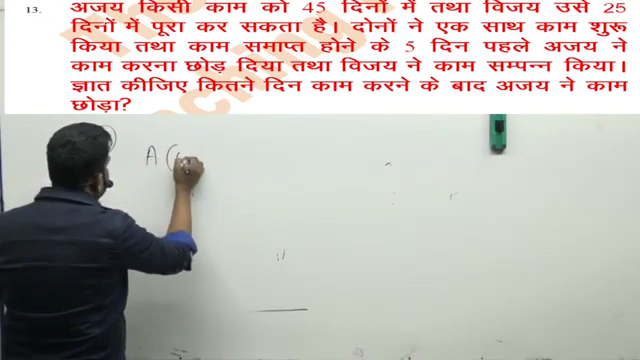 13. अजय किसी काम को 45 दिनों में तथा विजय उसे 25
दिनों में पूरा कर सकता है। दोनों ने एक साथ काम शुरू
किया तथा काम समाप्त होने के 5 दिन पहले अजय ने
काम करना छोड़ दिया तथा विजय ने काम सम्पन्न किया।
ज्ञात कीजिए कितने दिन काम करने के बाद अजय ने काम
छोड़ा?
A (